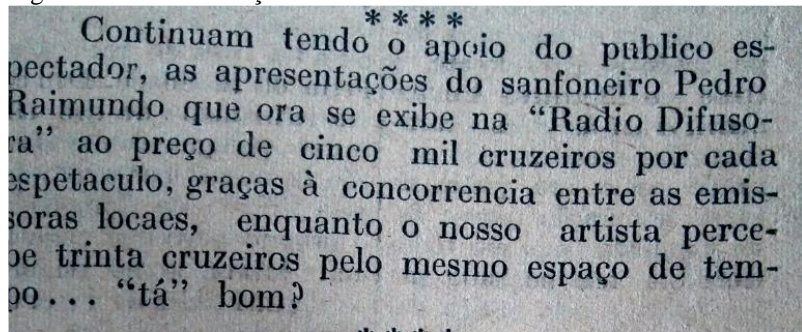 * * * *
Continuam tendo o apoio do publico es-
pectador, as apresentações do sanfoneiro Pedro
Raimundo que ora se exibe na “Radio Difuso-
ra” ao preço de cinco mil cruzeiros por cada
espetaculo, graças à concorrencia entre as emis-
soras locaes, enquanto o nosso artista perce-
be trinta cruzeiros pelo mesmo espaço de tem-
po... “tá” bom?